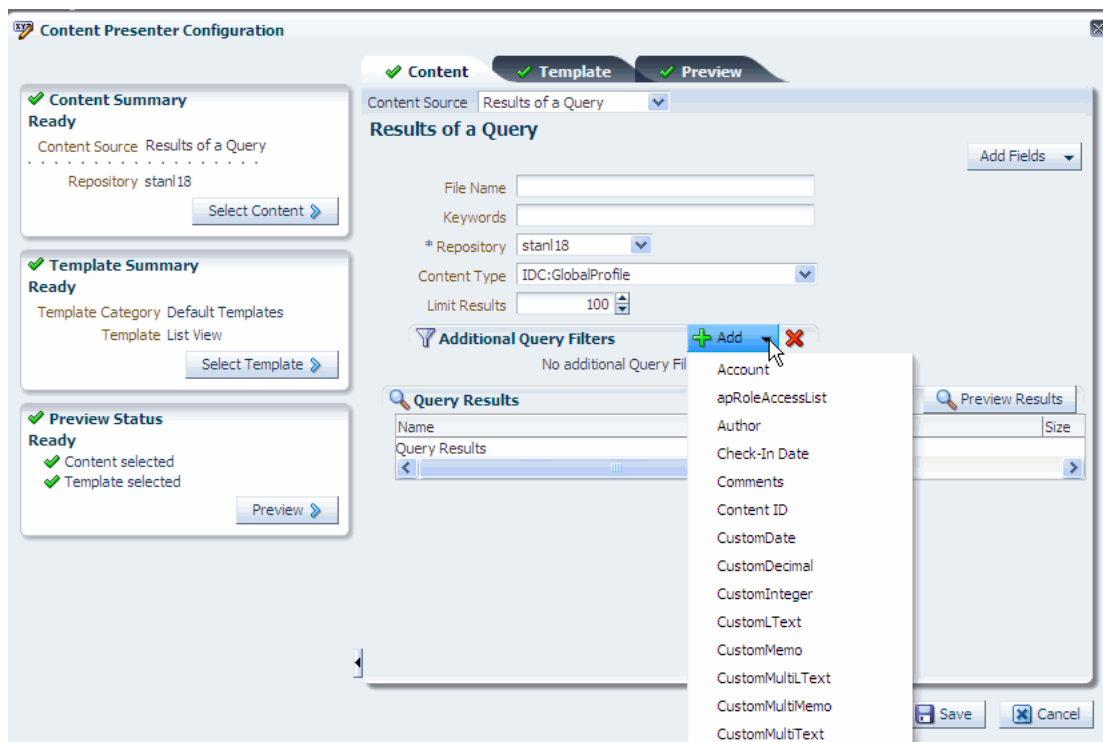 Content Presenter Configuration
Content Summary
Ready
Content Source Results of a Query
Repository stanl18
Select Content
Template Summary
Ready
Template Category Default Templates
Template List View
Select Template
Preview Status
Ready
Content selected
Template selected
Preview
Content Template Preview
Content Source Results of a Query
Results of a Query
Add Fields
File Name
Keywords
* Repository stanl18
Content Type IDC:GlobalProfile
Limit Results 100
Additional Query Filters Add
No additional Query Fil
Query Results Preview Results
Name Size
Query Results
Account
apRoleAccessList
Author
Check-In Date
Comments
Content ID
CustomDate
CustomDecimal
CustomInteger
CustomLText
CustomMemo
CustomMultiLText
CustomMultiMemo
CustomMultiText
Save Cancel